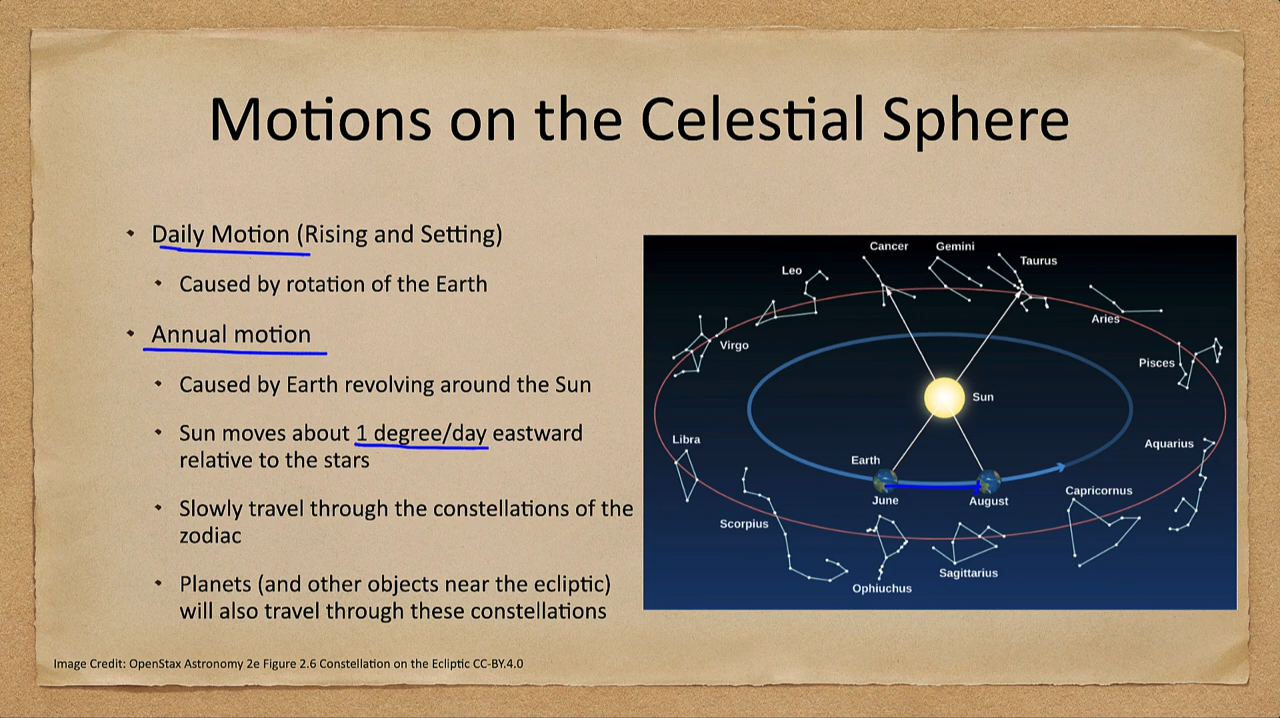 Motions on the Celestial Sphere
Daily Motion (Rising and Setting)
Caused by rotation of the Earth
Annual motion
Caused by Earth revolving around the Sun
Sun moves about 1 degree/day eastward
relative to the stars
Slowly travel through the constellations of the
zodiac
Planets (and other objects near the ecliptic)
will also travel through these constellations
Cancer
Gemini
Taurus
Leo
Aries
Virgo
Pisces
Sun
Libra
Aquarius
Earth
June
August
Capricornus
Scorpius
Sagittarius
Ophiuchus
Image Credit: OpenStax Astronomy 2e Figure 2.6 Constellation on the Ecliptic CC-BY.4.0